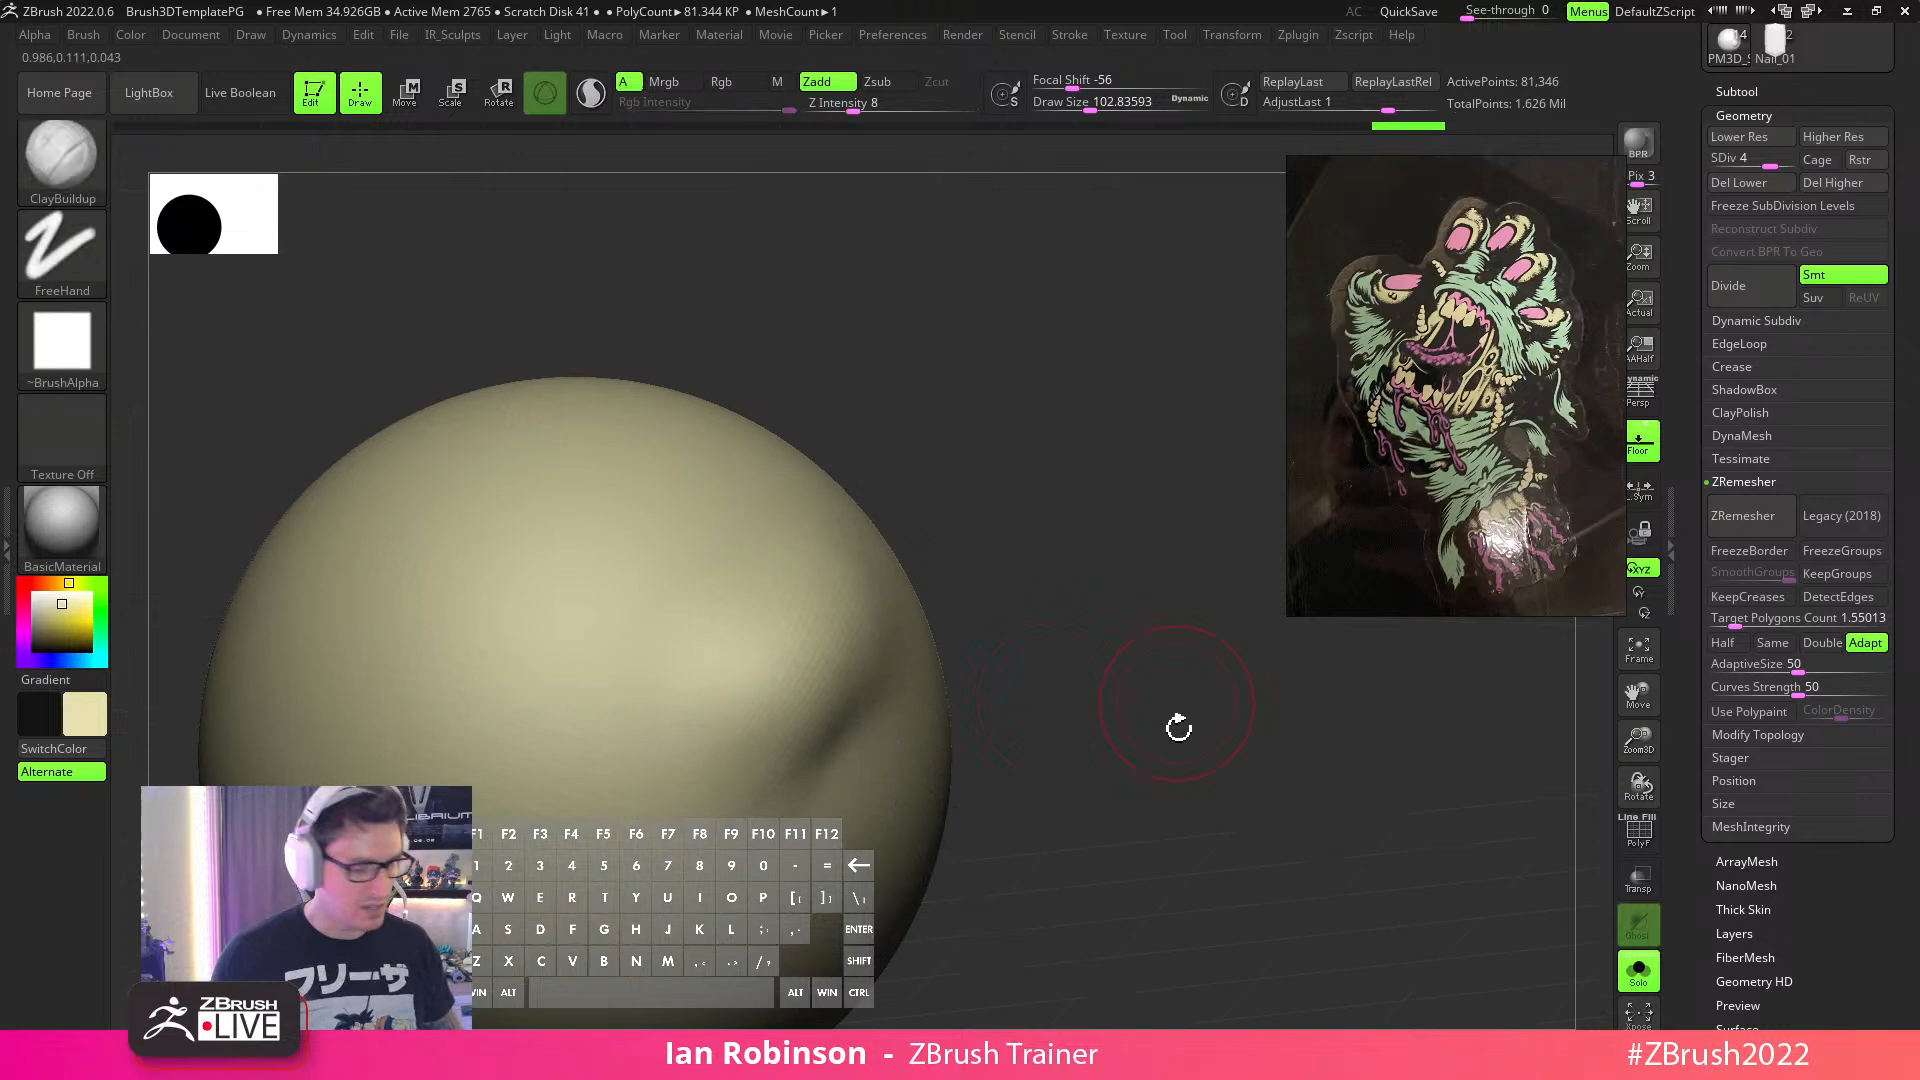 ZBrush 2022.0.6 Brush3DTemplatePG • Free Mem 34.926GB • Active Mem 2765 • Scratch Disk 41 • • PolyCount► 81.344 KP • MeshCount► 1 AC QuickSave See-through 0 Menus DefaultZScript
Alpha Brush Color Document Draw Dynamics Edit File IR_Sculpts Layer Light Macro Marker Material Movie Picker Preferences Render Stencil Stroke Texture Tool Transform Zplugin Zscript Help
0.986,0.111,0.043
Home Page LightBox Live Boolean Edit Draw Move Scale Rotate A Mrgb Rgb M Zadd Zsub Zcut
Rgb Intensity Z Intensity 8
Focal Shift -56
Draw Size 102.83593 Dynamic
S D
ReplayLast ReplayLastRel ActivePoints: 81,346
AdjustLast 1 TotalPoints: 1.626 Mil
ClayBuildup
FreeHand
~BrushAlpha
Texture Off
BasicMaterial
Gradient
SwitchColor
Alternate
BPR
Pix 3
Scroll
Zoom
Actual
AAHalf
Dynamic
Persp
Floor
L.Sym
XYZ
Frame
Move
Zoom3D
Rotate
Line Fill
PolyF
Transp
Ghost
Solo
Xpose
14 2
PM3D_S Nail_01
Subtool
Geometry
Lower Res Higher Res
SDiv 4 Cage Rstr
Del Lower Del Higher
Freeze SubDivision Levels
Reconstruct Subdiv
Convert BPR To Geo
Divide Smt
Suv ReUV
Dynamic Subdiv
EdgeLoop
Crease
ShadowBox
ClayPolish
DynaMesh
Tessimate
ZRemesher
ZRemesher Legacy (2018)
FreezeBorder FreezeGroups
SmoothGroups KeepGroups
KeepCreases DetectEdges
Target Polygons Count 1.55013
Half Same Double Adapt
AdaptiveSize 50
Curves Strength 50
Use Polypaint ColorDensity
Modify Topology
Stager
Position
Size
MeshIntegrity
ArrayMesh
NanoMesh
Thick Skin
Layers
FiberMesh
Geometry HD
Preview
Surface
F1 F2 F3 F4 F5 F6 F7 F8 F9 F10 F11 F12
1 2 3 4 5 6 7 8 9 0 - = ←
Q W E R T Y U I O P [ ] \
A S D F G H J K L ; ENTER
Z X C V B N M , . / SHIFT
WIN ALT ALT WIN CTRL
フリーザ
ZBRUSH
LIVE
Ian Robinson - ZBrush Trainer
#ZBrush2022